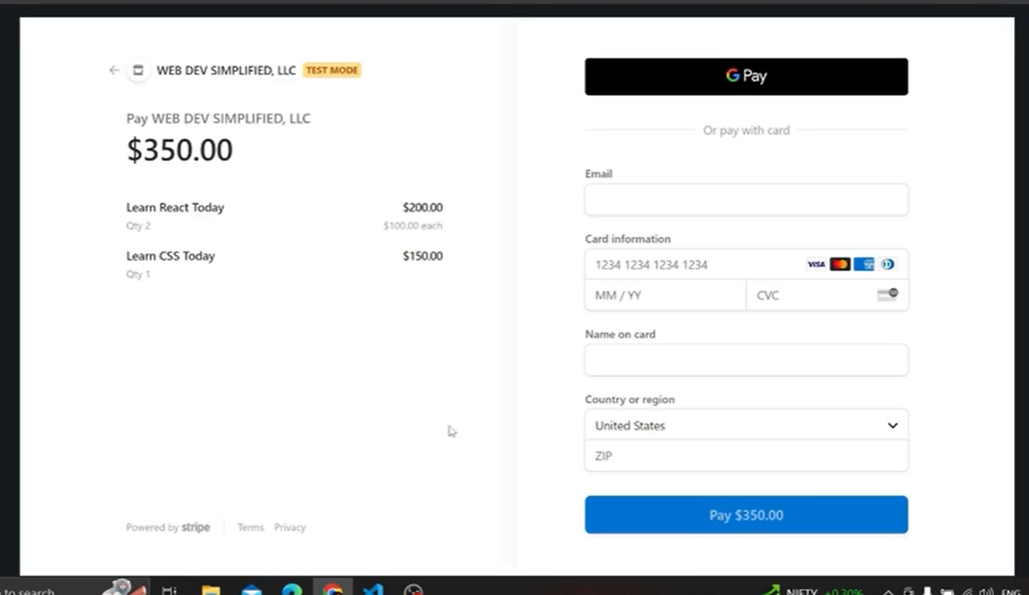 WEB DEV SIMPLIFIED, LLC TEST MODE
Pay WEB DEV SIMPLIFIED, LLC
$350.00
Learn React Today $200.00
Qty 2 $100.00 each
Learn CSS Today $150.00
Qty 1
Powered by stripe Terms Privacy
G Pay
Or pay with card
Email
Card information
1234 1234 1234 1234 VISA
MM / YY CVC
Name on card
Country or region
United States
ZIP
Pay $350.00
to search NIFTY +0.30% ENG